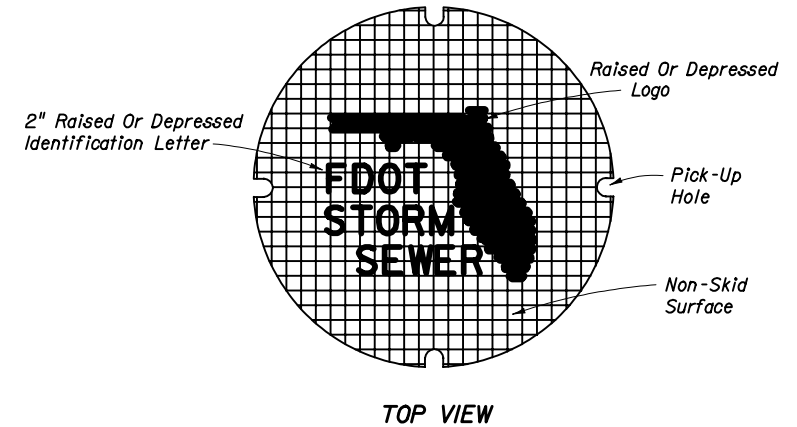 Raised Or Depressed
Logo
2" Raised Or Depressed
Identification Letter
FDOT
STORM
SEWER
Pick-Up
Hole
Non-Skid
Surface
TOP VIEW